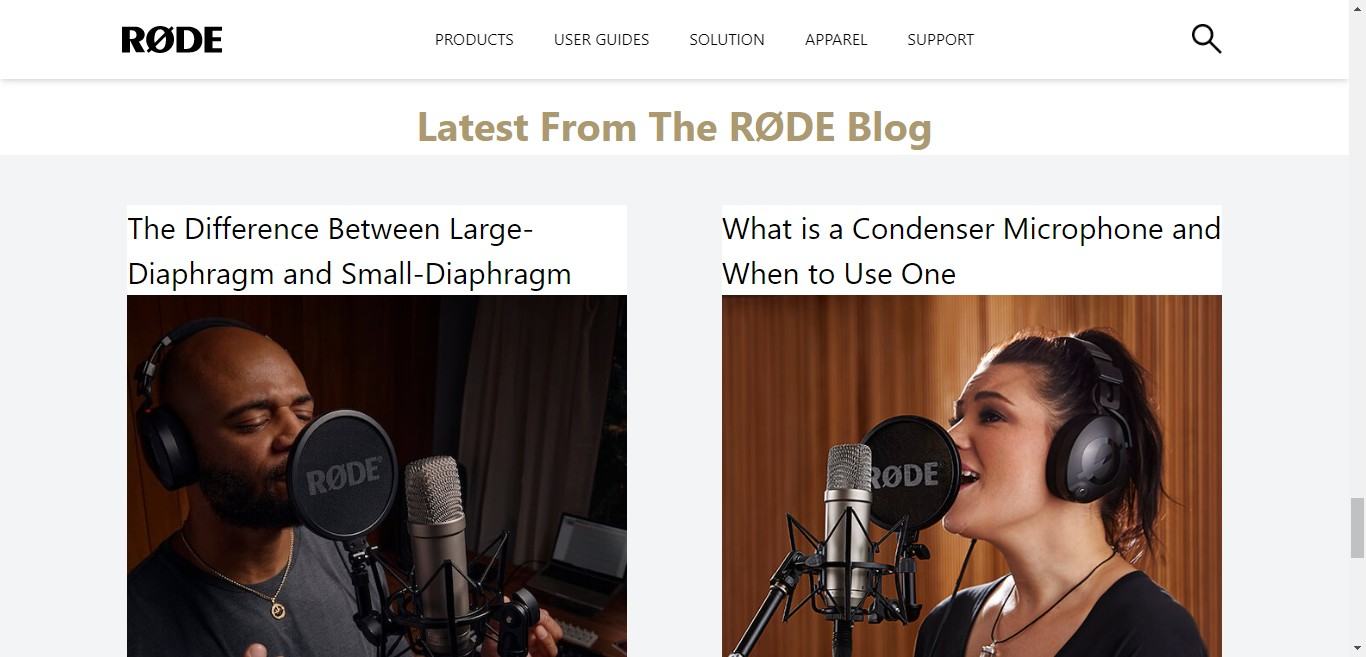 RØDE
PRODUCTS USER GUIDES SOLUTION APPAREL SUPPORT
Latest From The RØDE Blog
The Difference Between Large-
Diaphragm and Small-Diaphragm
What is a Condenser Microphone and
When to Use One
RØDE
RØDE